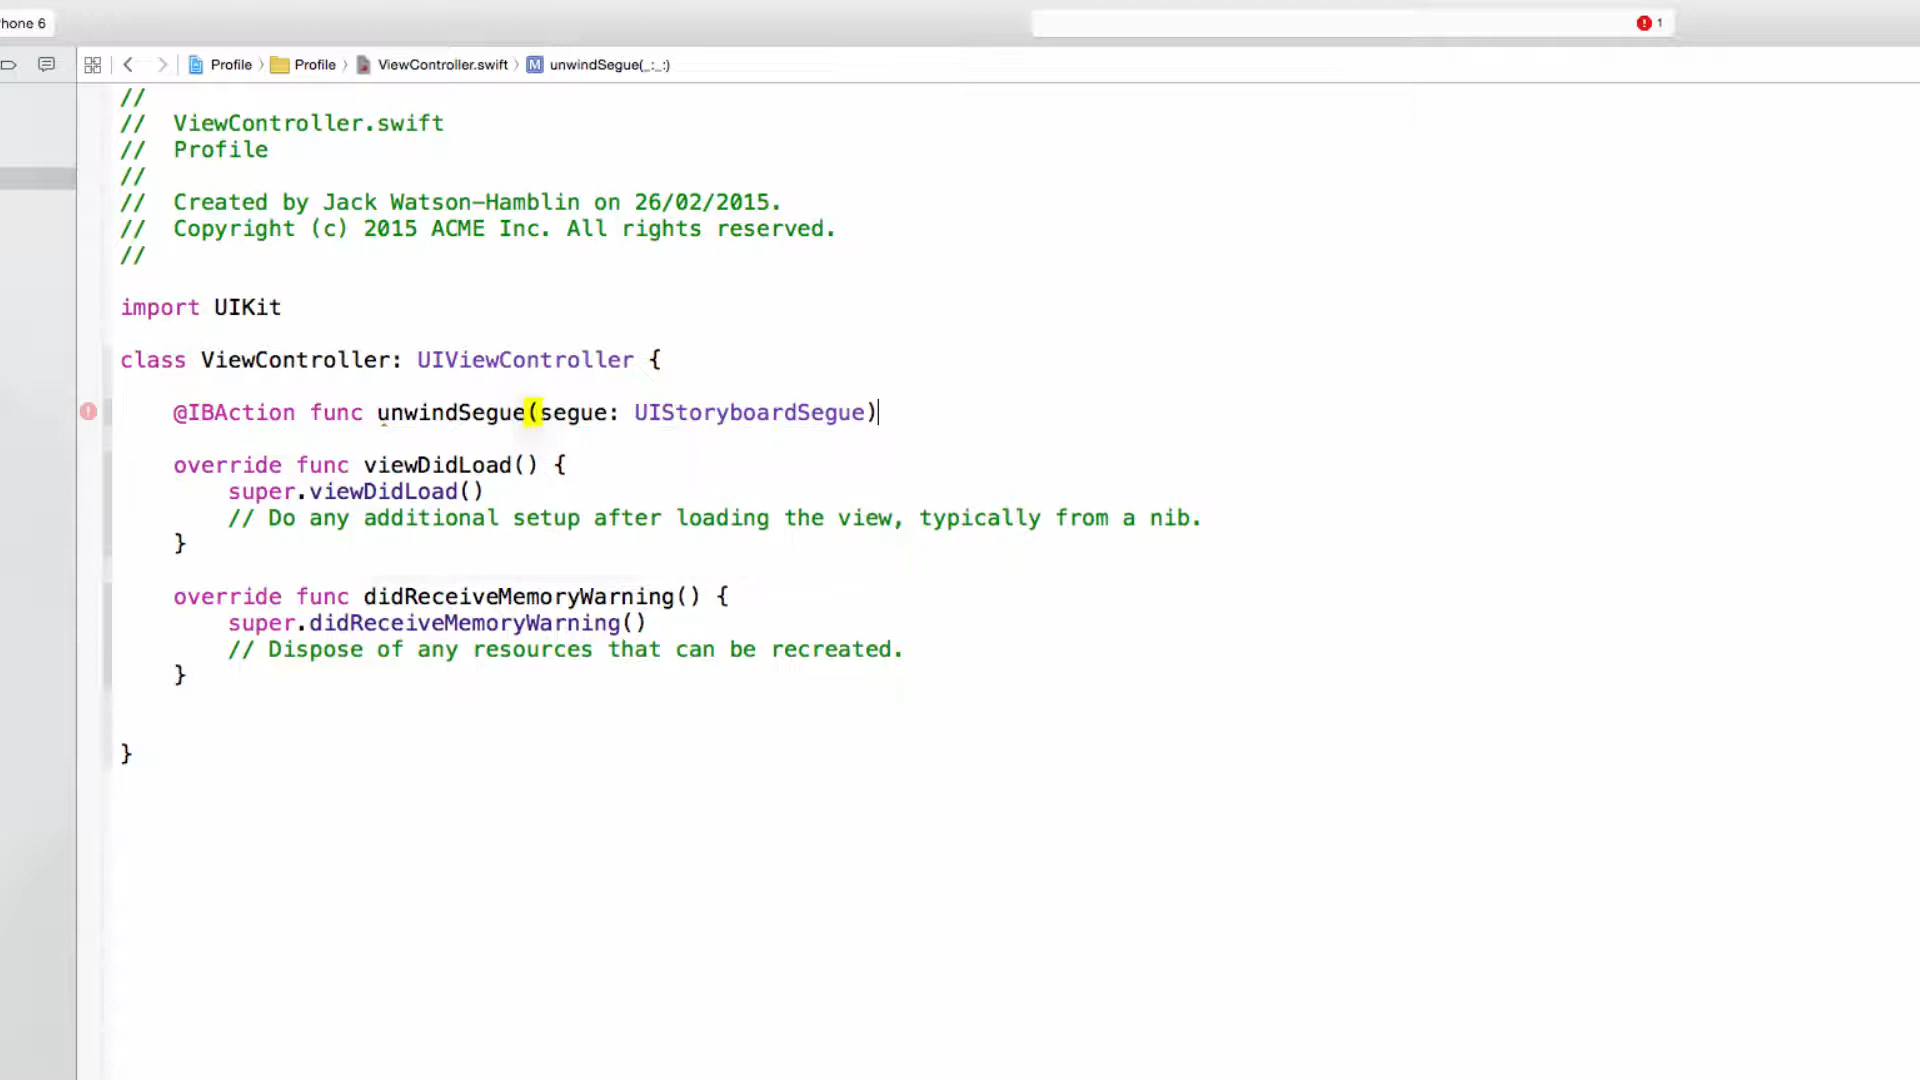 hone 6
1
Profile Profile ViewController.swift M unwindSegue(_:_:)
//
// ViewController.swift
// Profile
//
// Created by Jack Watson-Hamblin on 26/02/2015.
// Copyright (c) 2015 ACME Inc. All rights reserved.
//
import UIKit
class ViewController: UIViewController {
@IBAction func unwindSegue(segue: UIStoryboardSegue)
override func viewDidLoad() {
super.viewDidLoad()
// Do any additional setup after loading the view, typically from a nib.
}
override func didReceiveMemoryWarning() {
super.didReceiveMemoryWarning()
// Dispose of any resources that can be recreated.
}
}